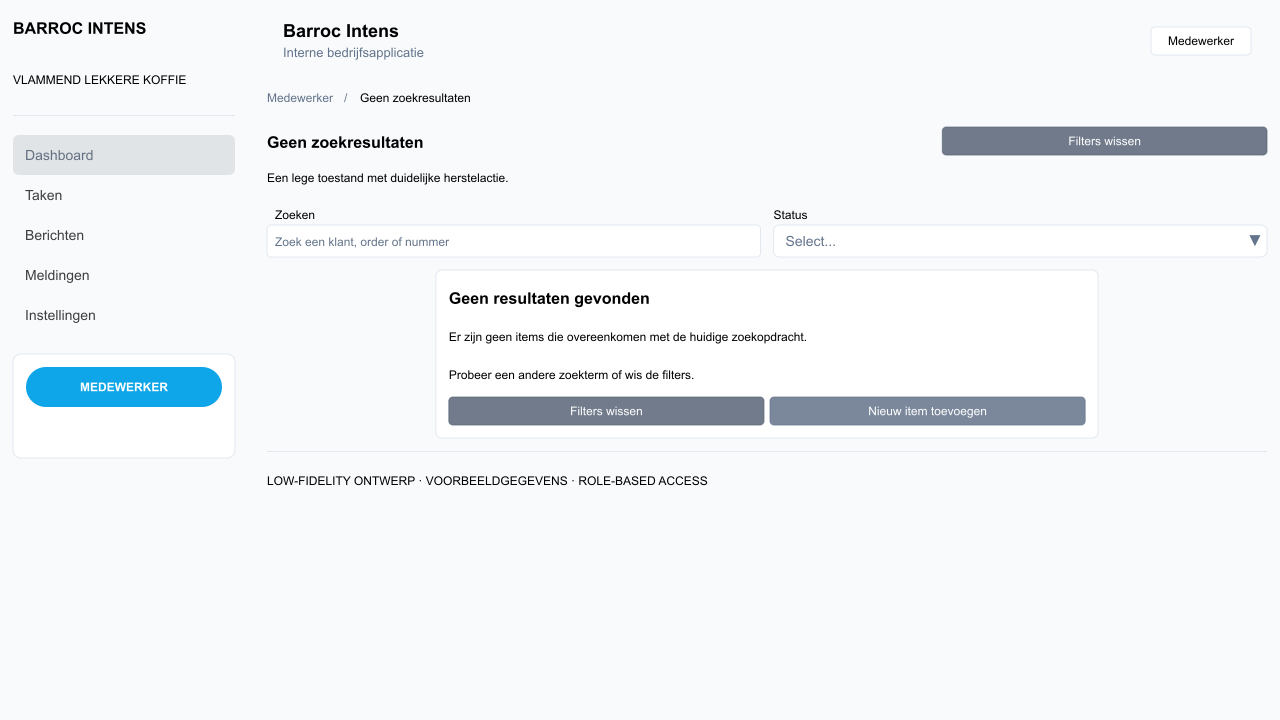 BARROC INTENS
VLAMMEND LEKKERE KOFFIE
Dashboard
Taken
Berichten
Meldingen
Instellingen
MEDEWERKER
Barroc Intens
Interne bedrijfsapplicatie
Medewerker
Medewerker / Geen zoekresultaten
Geen zoekresultaten
Filters wissen
Een lege toestand met duidelijke herstelactie.
Zoeken
Zoek een klant, order of nummer
Status
Select...
Geen resultaten gevonden
Er zijn geen items die overeenkomen met de huidige zoekopdracht.
Probeer een andere zoekterm of wis de filters.
Filters wissen
Nieuw item toevoegen
LOW-FIDELITY ONTWERP · VOORBEELDGEGEVENS · ROLE-BASED ACCESS